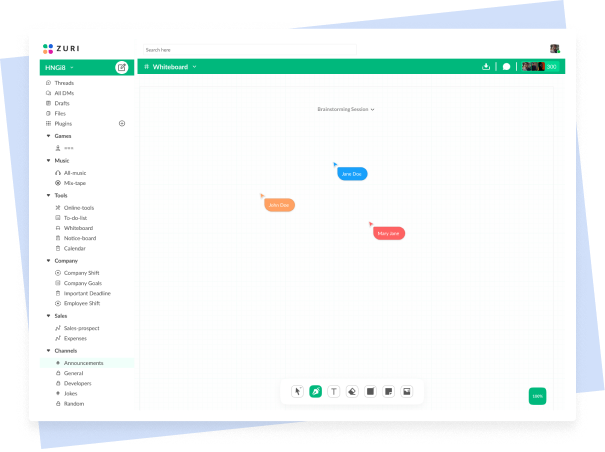 ZURI
Search here
HNGi8
# Whiteboard
300
Threads
All DMs
Drafts
Files
Plugins
Games
Music
All-music
Mix-tape
Tools
Online-tools
To-do-list
Whiteboard
Notice-board
Calendar
Company
Company Shift
Company Goals
Important Deadline
Employee Shift
Sales
Sales-prospect
Expenses
Channels
Announcements
General
Developers
Jokes
Random
Brainstorming Session
Jane Doe
John Doe
Mary Jane
T
100%